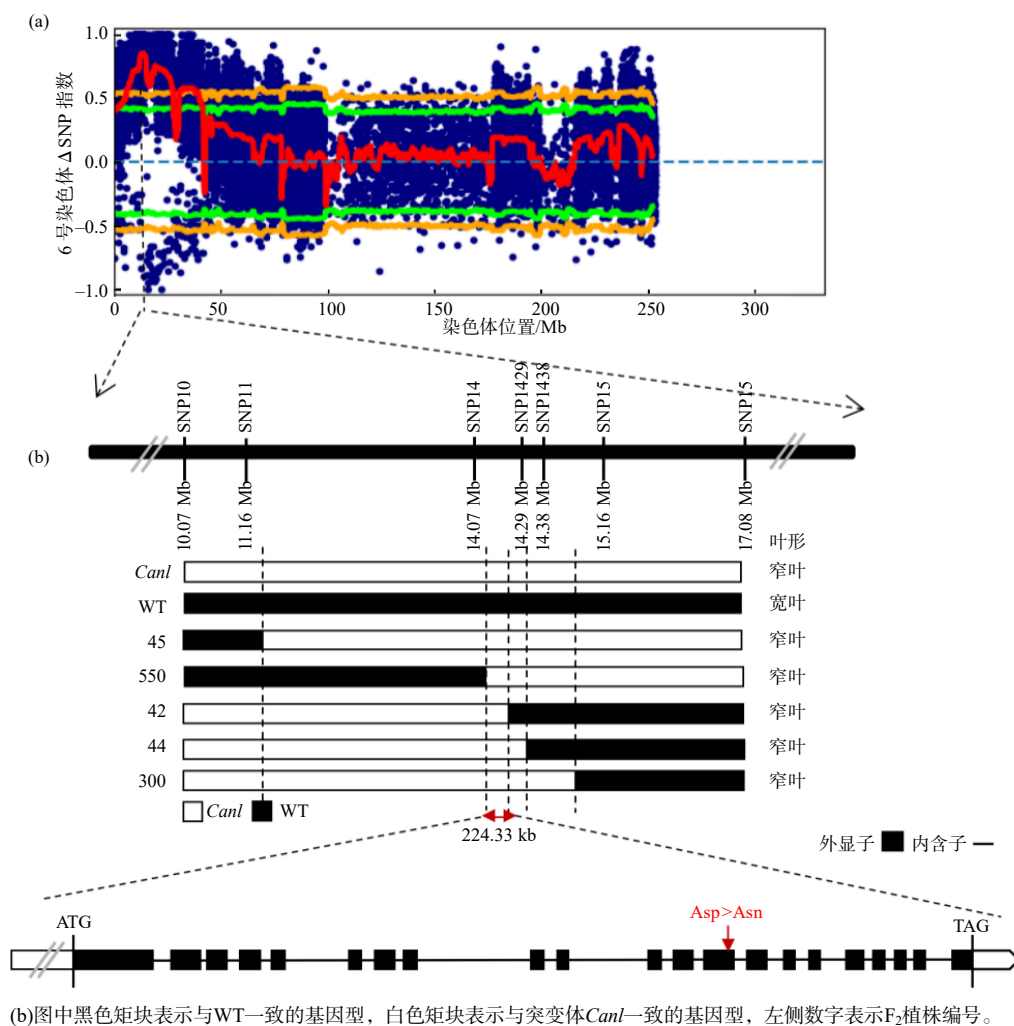 (a)
6 号染色体 Δ SNP 指数
1.0
0.5
0.0
−0.5
−1.0
0 50 100 150 200 250 300
染色体位置/Mb
(b)
SNP10 SNP11 SNP14 SNP1429 SNP1438 SNP15 SNP15
10.07 Mb 11.16 Mb 14.07 Mb 14.29 Mb 14.38 Mb 15.16 Mb 17.08 Mb
叶形
Canl 窄叶
WT 宽叶
45 窄叶
550 窄叶
42 窄叶
44 窄叶
300 窄叶
Canl WT
224.33 kb
外显子 内含子
ATG Asp>Asn TAG
(b)图中黑色矩块表示与WT一致的基因型，白色矩块表示与突变体Canl一致的基因型，左侧数字表示F₂植株编号。